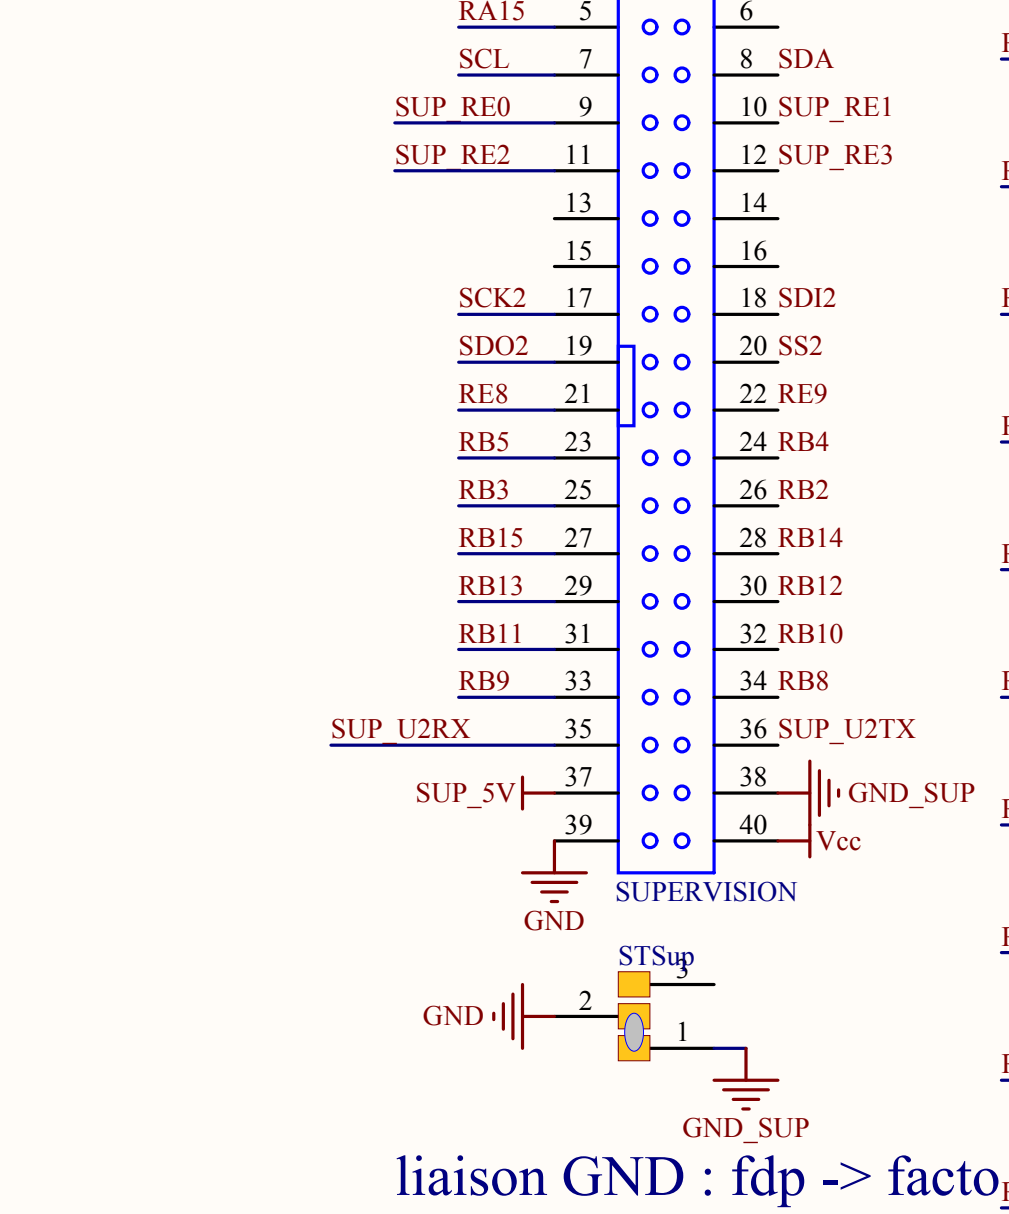 RA15 5 6
SCL 7 8 SDA
SUP_RE0 9 10 SUP_RE1
SUP_RE2 11 12 SUP_RE3
13 14
15 16
SCK2 17 18 SDI2
SDO2 19 20 SS2
RE8 21 22 RE9
RB5 23 24 RB4
RB3 25 26 RB2
RB15 27 28 RB14
RB13 29 30 RB12
RB11 31 32 RB10
RB9 33 34 RB8
SUP_U2RX 35 36 SUP_U2TX
SUP_5V 37 38 GND_SUP
39 40 Vcc
SUPERVISION
GND
STSup
3
GND 2
1
GND_SUP
liaison GND : fdp -> facto